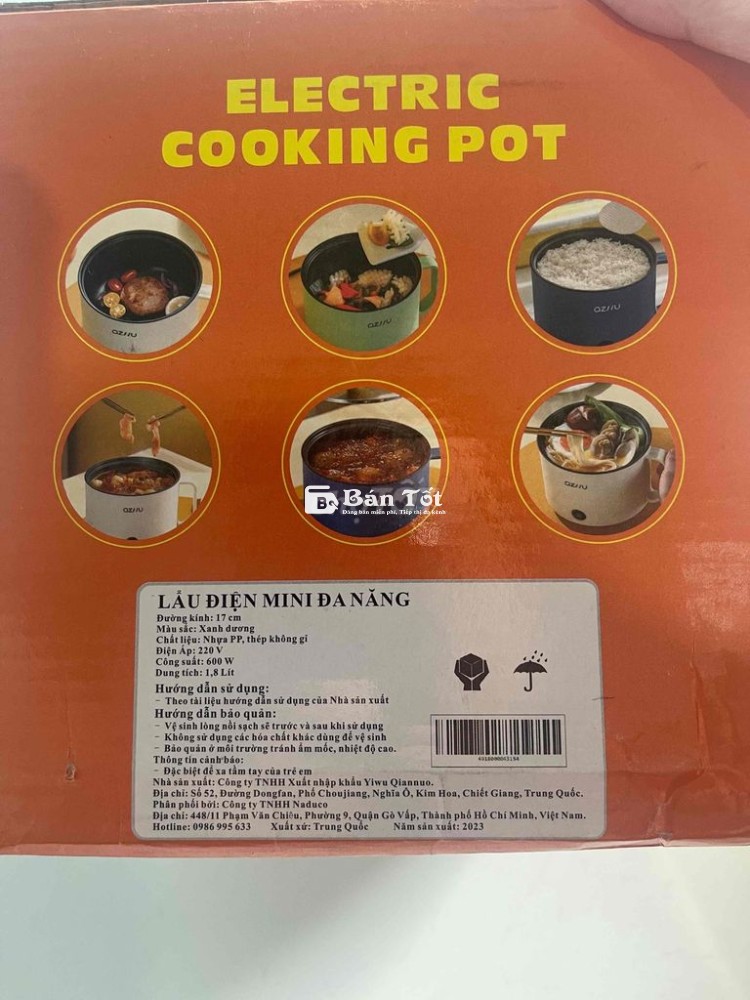 ELECTRIC
COOKING POT
Bán Tốt
Đăng bán miễn phí, Tiếp thị đa kênh
LẨU ĐIỆN MINI ĐA NĂNG
Đường kính: 17 cm
Màu sắc: Xanh dương
Chất liệu: Nhựa PP, thép không gỉ
Điện Áp: 220 V
Công suất: 600 W
Dung tích: 1,8 Lít
Hướng dẫn sử dụng:
- Theo tài liệu hướng dẫn sử dụng của Nhà sản xuất
Hướng dẫn bảo quản:
- Vệ sinh lòng nồi sạch sẽ trước và sau khi sử dụng
- Không sử dụng các hóa chất khác dùng để vệ sinh
- Bảo quản ở môi trường tránh ẩm mốc, nhiệt độ cao.
Thông tin cảnh báo:
- Đặc biệt để xa tầm tay của trẻ em
Nhà sản xuất: Công ty TNHH Xuất nhập khẩu Yiwu Qiannuo.
Địa chỉ: Số 52, Đường Dongfan, Phố Choujiang, Nghĩa Ô, Kim Hoa, Chiết Giang, Trung Quốc.
Phân phối bởi: Công ty TNHH Naduco
Địa chỉ: 448/11 Phạm Văn Chiêu, Phường 9, Quận Gò Vấp, Thành phố Hồ Chí Minh, Việt Nam.
Hotline: 0986 995 633 Xuất xứ: Trung Quốc Năm sản xuất: 2023